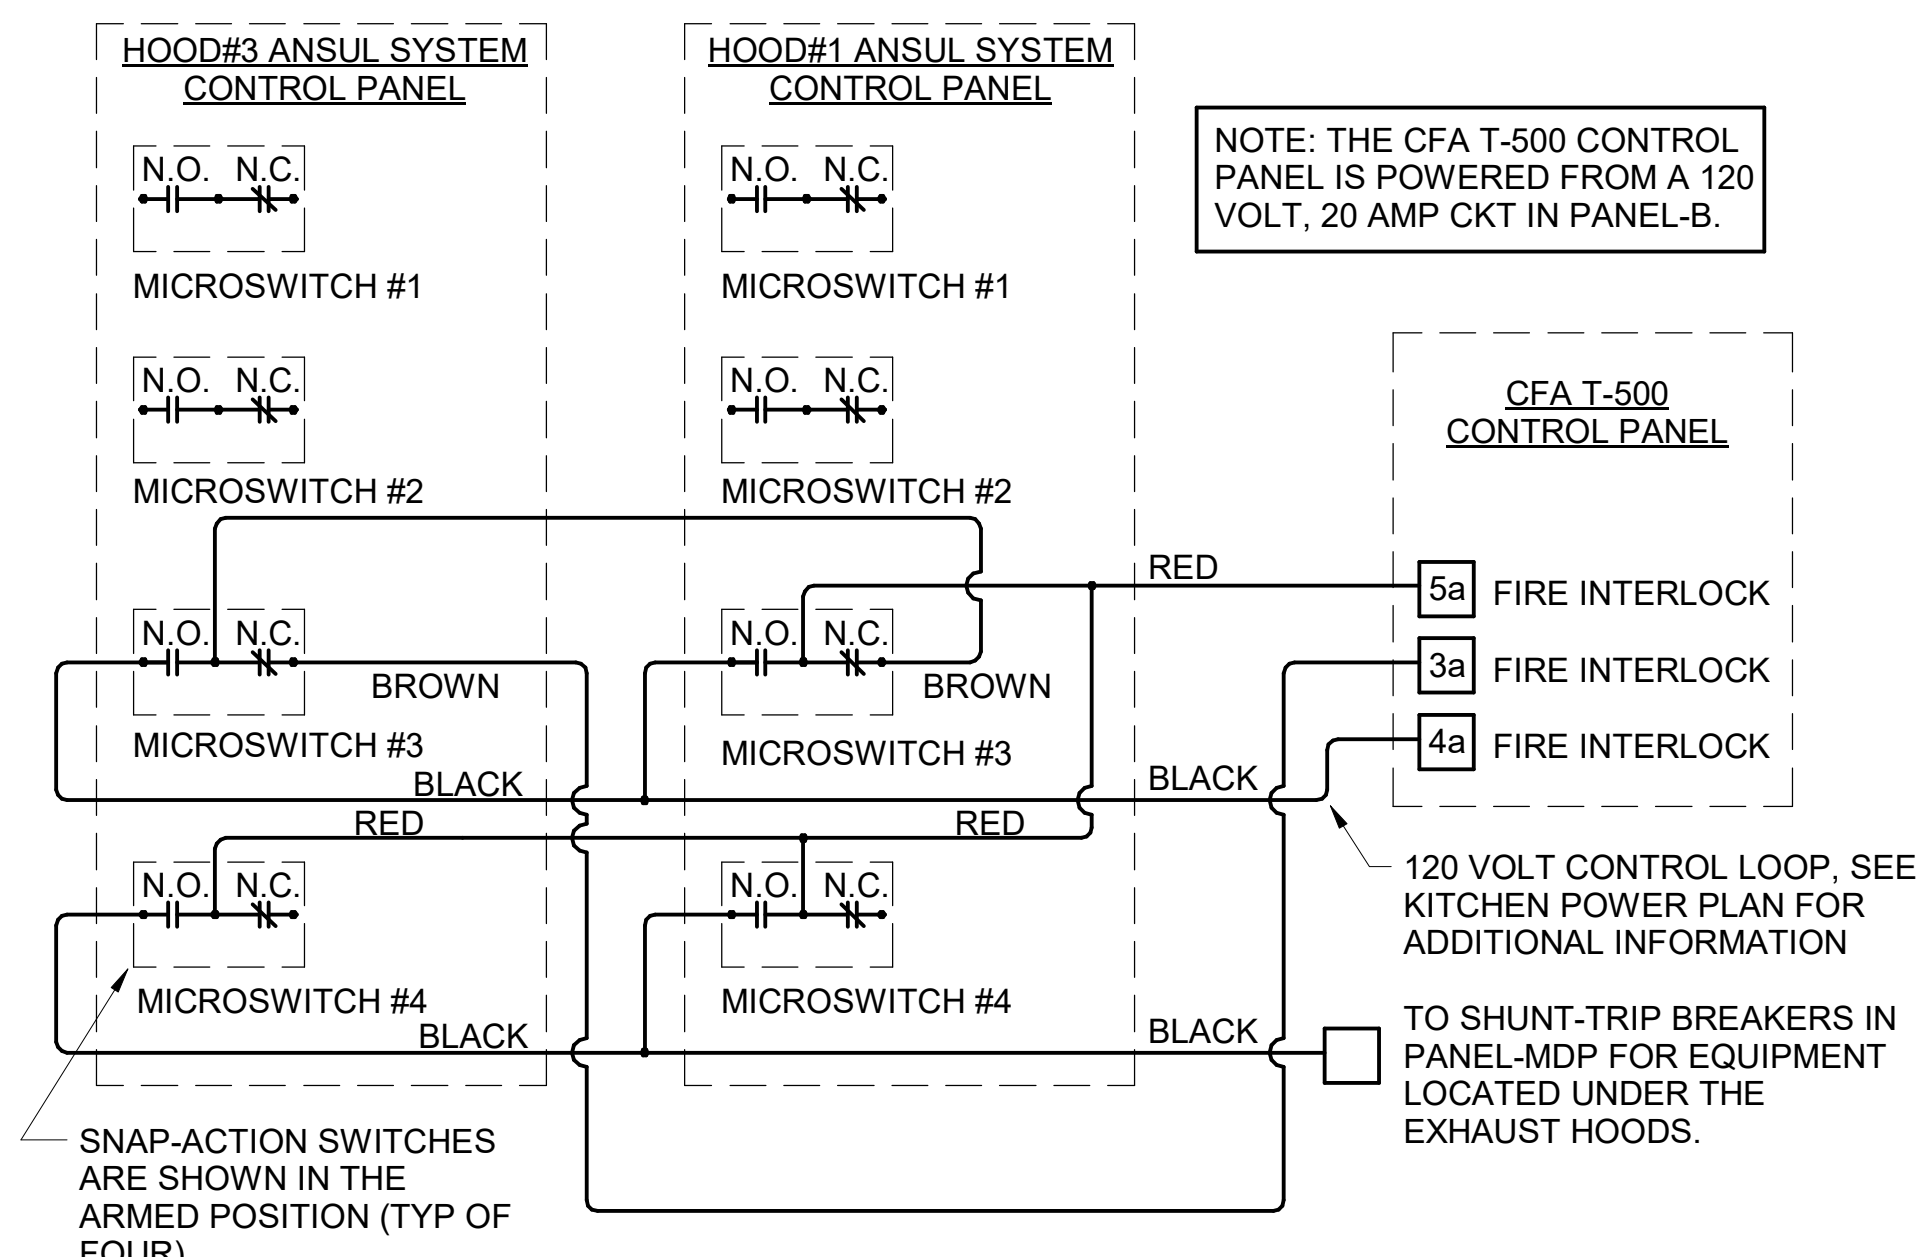 HOOD#3 ANSUL SYSTEM
CONTROL PANEL
N.O. N.C.
MICROSWITCH #1
N.O. N.C.
MICROSWITCH #2
N.O. N.C.
BROWN
MICROSWITCH #3
BLACK
RED
N.O. N.C.
MICROSWITCH #4
BLACK
SNAP-ACTION SWITCHES
ARE SHOWN IN THE
ARMED POSITION (TYP OF
FOUR)
HOOD#1 ANSUL SYSTEM
CONTROL PANEL
N.O. N.C.
MICROSWITCH #1
N.O. N.C.
MICROSWITCH #2
N.O. N.C.
BROWN
MICROSWITCH #3
RED
N.O. N.C.
MICROSWITCH #4
RED
BLACK
BLACK
NOTE: THE CFA T-500 CONTROL
PANEL IS POWERED FROM A 120
VOLT, 20 AMP CKT IN PANEL-B.
CFA T-500
CONTROL PANEL
5a FIRE INTERLOCK
3a FIRE INTERLOCK
4a FIRE INTERLOCK
120 VOLT CONTROL LOOP, SEE
KITCHEN POWER PLAN FOR
ADDITIONAL INFORMATION
TO SHUNT-TRIP BREAKERS IN
PANEL-MDP FOR EQUIPMENT
LOCATED UNDER THE
EXHAUST HOODS.